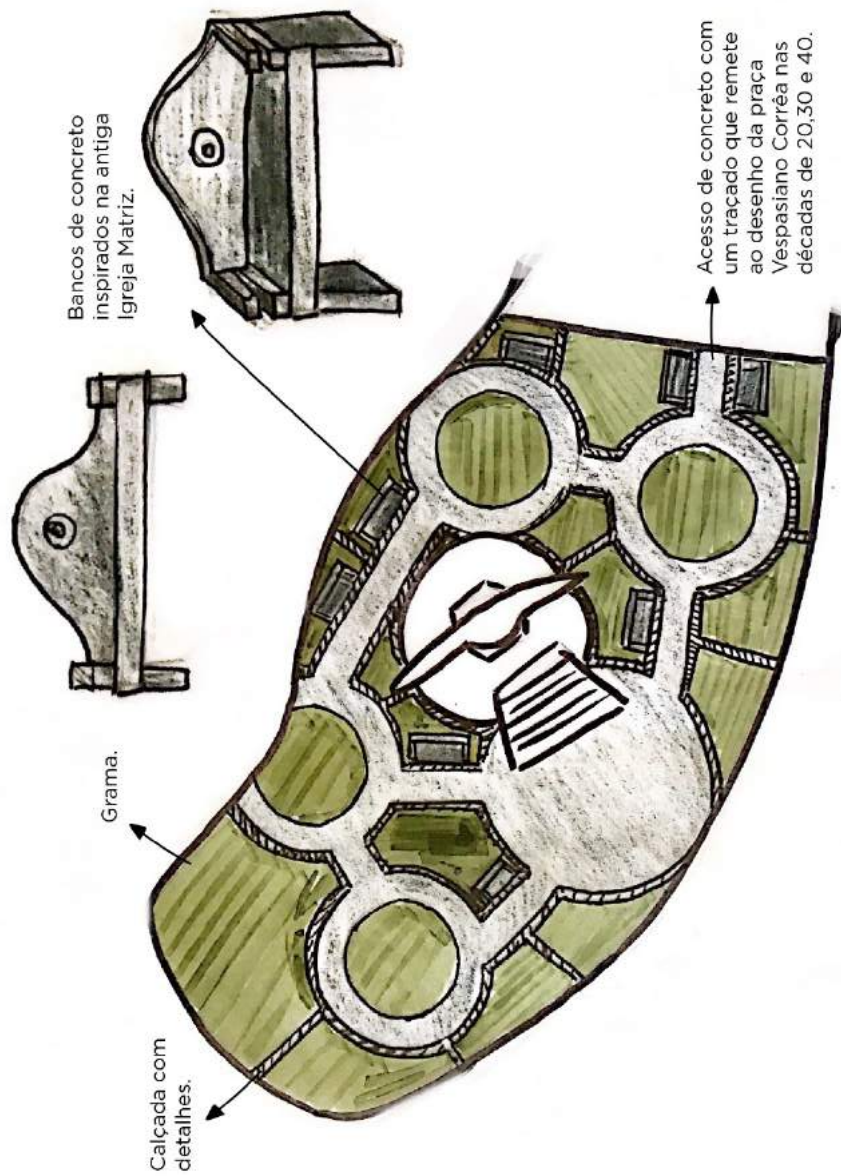 Calçada com
detalhes.
Grama.
Bancos de concreto
inspirados na antiga
Igreja Matriz.
Acesso de concreto com
um traçado que remete
ao desenho da praça
Vespasiano Corrêa nas
décadas de 20,30 e 40.